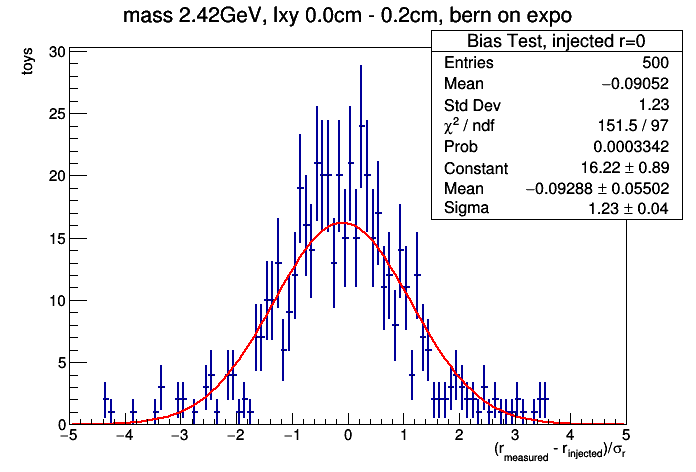 mass 2.42GeV, lxy 0.0cm - 0.2cm, bern on expo
Bias Test, injected r=0
Entries 500
Mean −0.09052
Std Dev 1.23
χ² / ndf 151.5 / 97
Prob 0.0003342
Constant 16.22 ± 0.89
Mean −0.09288 ± 0.05502
Sigma 1.23 ± 0.04
toys
30
25
20
15
10
5
0
−5 −4 −3 −2 −1 0 1 2 3 4 5
(r_measured - r_injected)/σ_r